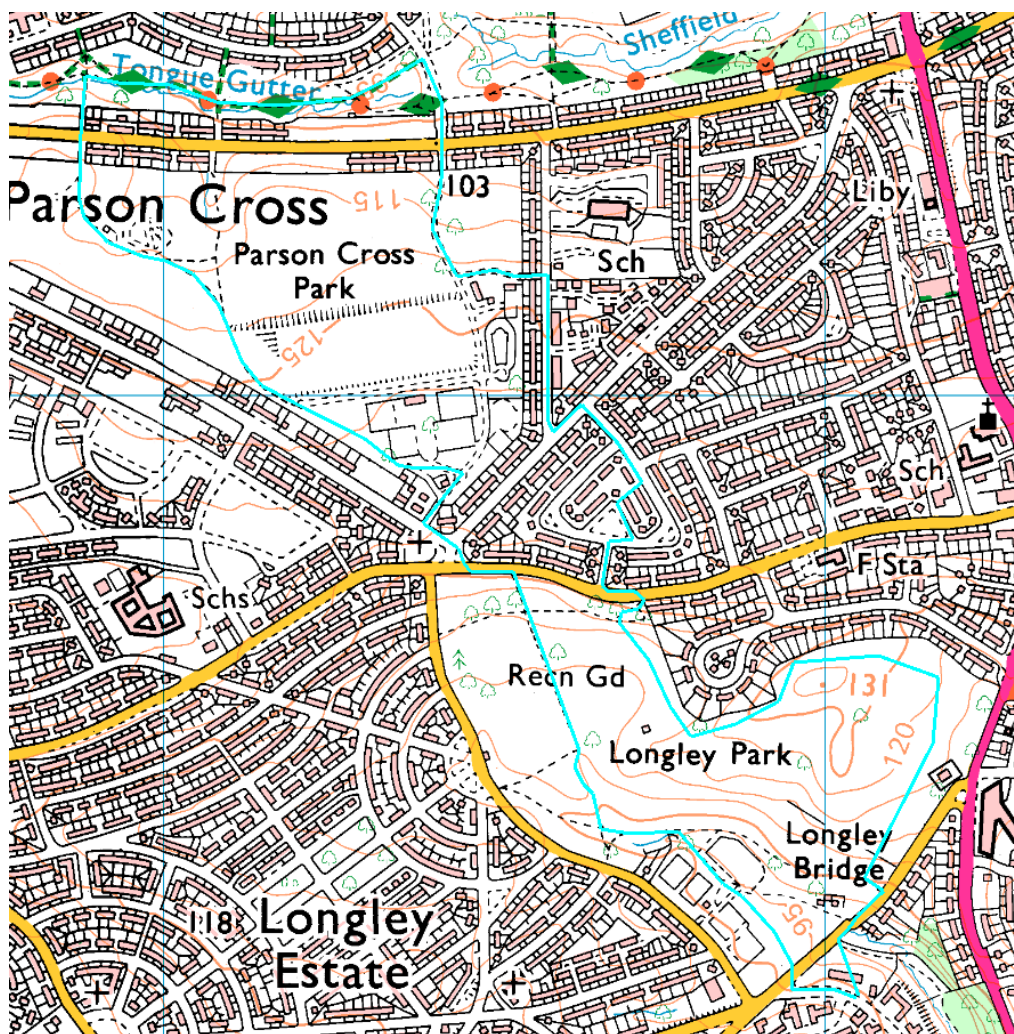 Sheffield
Tongue Gutter
95
Parson Cross
115
103
Liby
Parson Cross
Park
Sch
125
Sch
F Sta
Schs
Recn Gd
131
Longley Park
120
Longley
Bridge
118
Longley
Estate
95